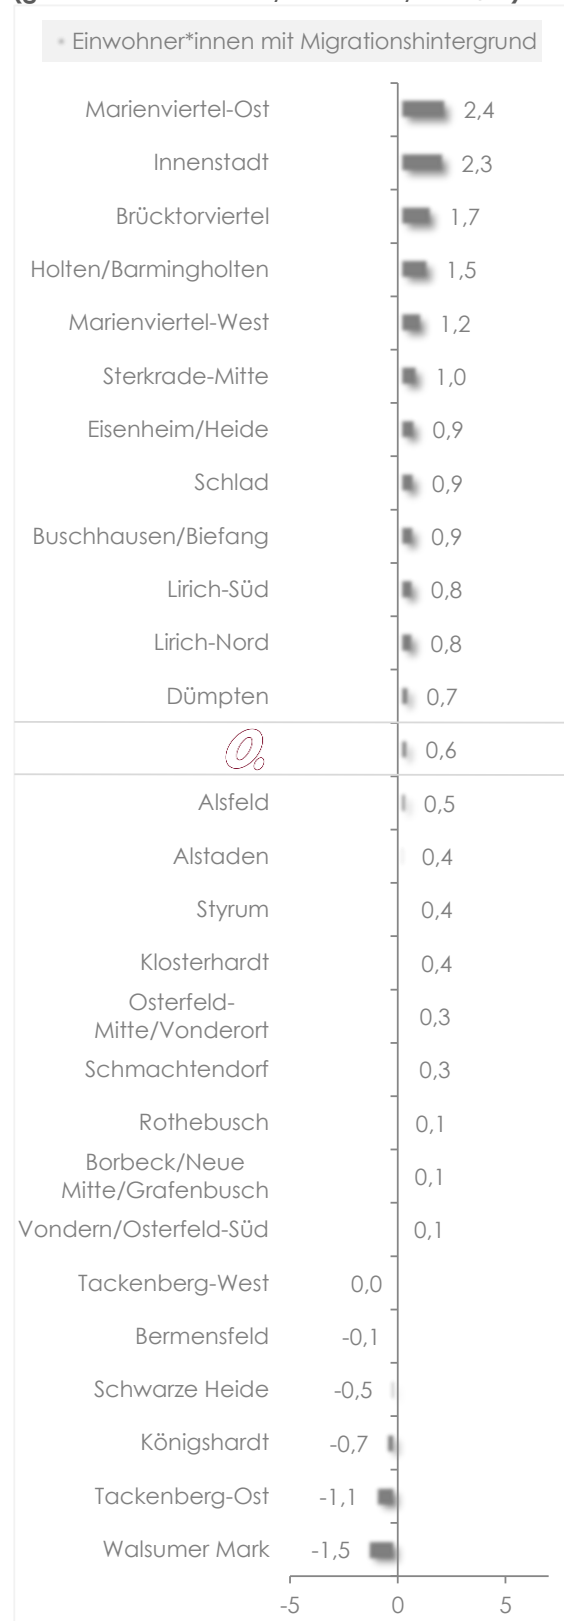 Einwohner*innen mit Migrationshintergrund
Marienviertel-Ost 2,4
Innenstadt 2,3
Brücktorviertel 1,7
Holten/Barmingholten 1,5
Marienviertel-West 1,2
Sterkrade-Mitte 1,0
Eisenheim/Heide 0,9
Schlad 0,9
Buschhausen/Biefang 0,9
Lirich-Süd 0,8
Lirich-Nord 0,8
Dümpten 0,7
0,6
Alsfeld 0,5
Alstaden 0,4
Styrum 0,4
Klosterhardt 0,4
Osterfeld-
Mitte/Vonderort 0,3
Schmachtendorf 0,3
Rothebusch 0,1
Borbeck/Neue
Mitte/Grafenbusch 0,1
Vondern/Osterfeld-Süd 0,1
Tackenberg-West 0,0
Bermensfeld -0,1
Schwarze Heide -0,5
Königshardt -0,7
Tackenberg-Ost -1,1
Walsumer Mark -1,5
-5 0 5